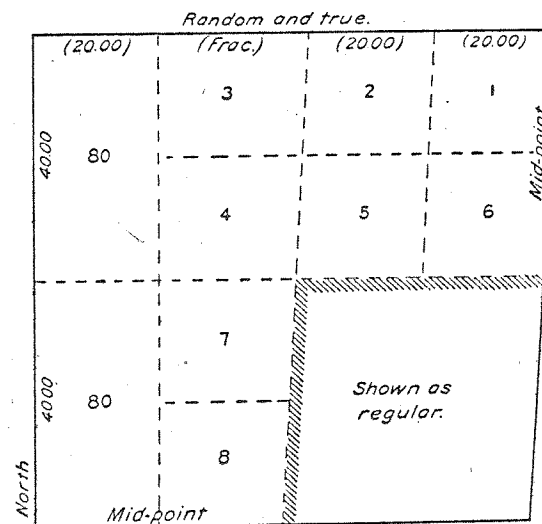 Random and true.
(20.00) (Frac.) (20.00) (20.00)
3 2 1
40.00 80 Mid-point
4 5 6
7
Shown as
regular.
40.00 80
8
North
Mid-point